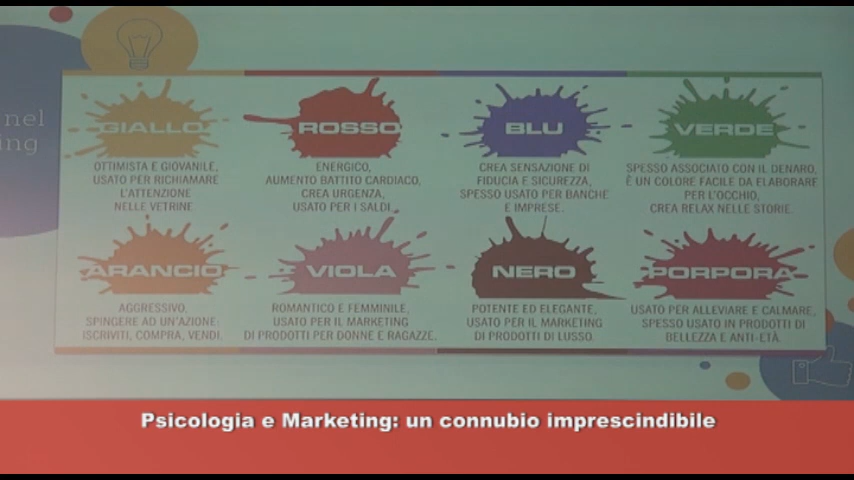 nel
ing
GIALLO
OTTIMISTA E GIOVANILE,
USATO PER RICHIAMARE
L'ATTENZIONE
NELLE VETRINE.
ROSSO
ENERGICO,
AUMENTO BATTITO CARDIACO,
CREA URGENZA,
USATO PER I SALDI.
BLU
CREA SENSAZIONE DI
FIDUCIA E SICUREZZA,
SPESSO USATO PER BANCHE
E IMPRESE.
VERDE
SPESSO ASSOCIATO CON IL DENARO,
È UN COLORE FACILE DA ELABORARE
PER L'OCCHIO,
CREA RELAX NELLE STORIE.
ARANCIO
AGGRESSIVO,
SPINGERE AD UN'AZIONE:
ISCRIVITI, COMPRA, VENDI.
VIOLA
ROMANTICO E FEMMINILE,
USATO PER IL MARKETING
DI PRODOTTI PER DONNE E RAGAZZE.
NERO
POTENTE ED ELEGANTE,
USATO PER IL MARKETING
DI PRODOTTI DI LUSSO.
PORPORA
USATO PER ALLEVIARE E CALMARE,
SPESSO USATO IN PRODOTTI DI
BELLEZZA E ANTI-ETÀ.
Psicologia e Marketing: un connubio imprescindibile